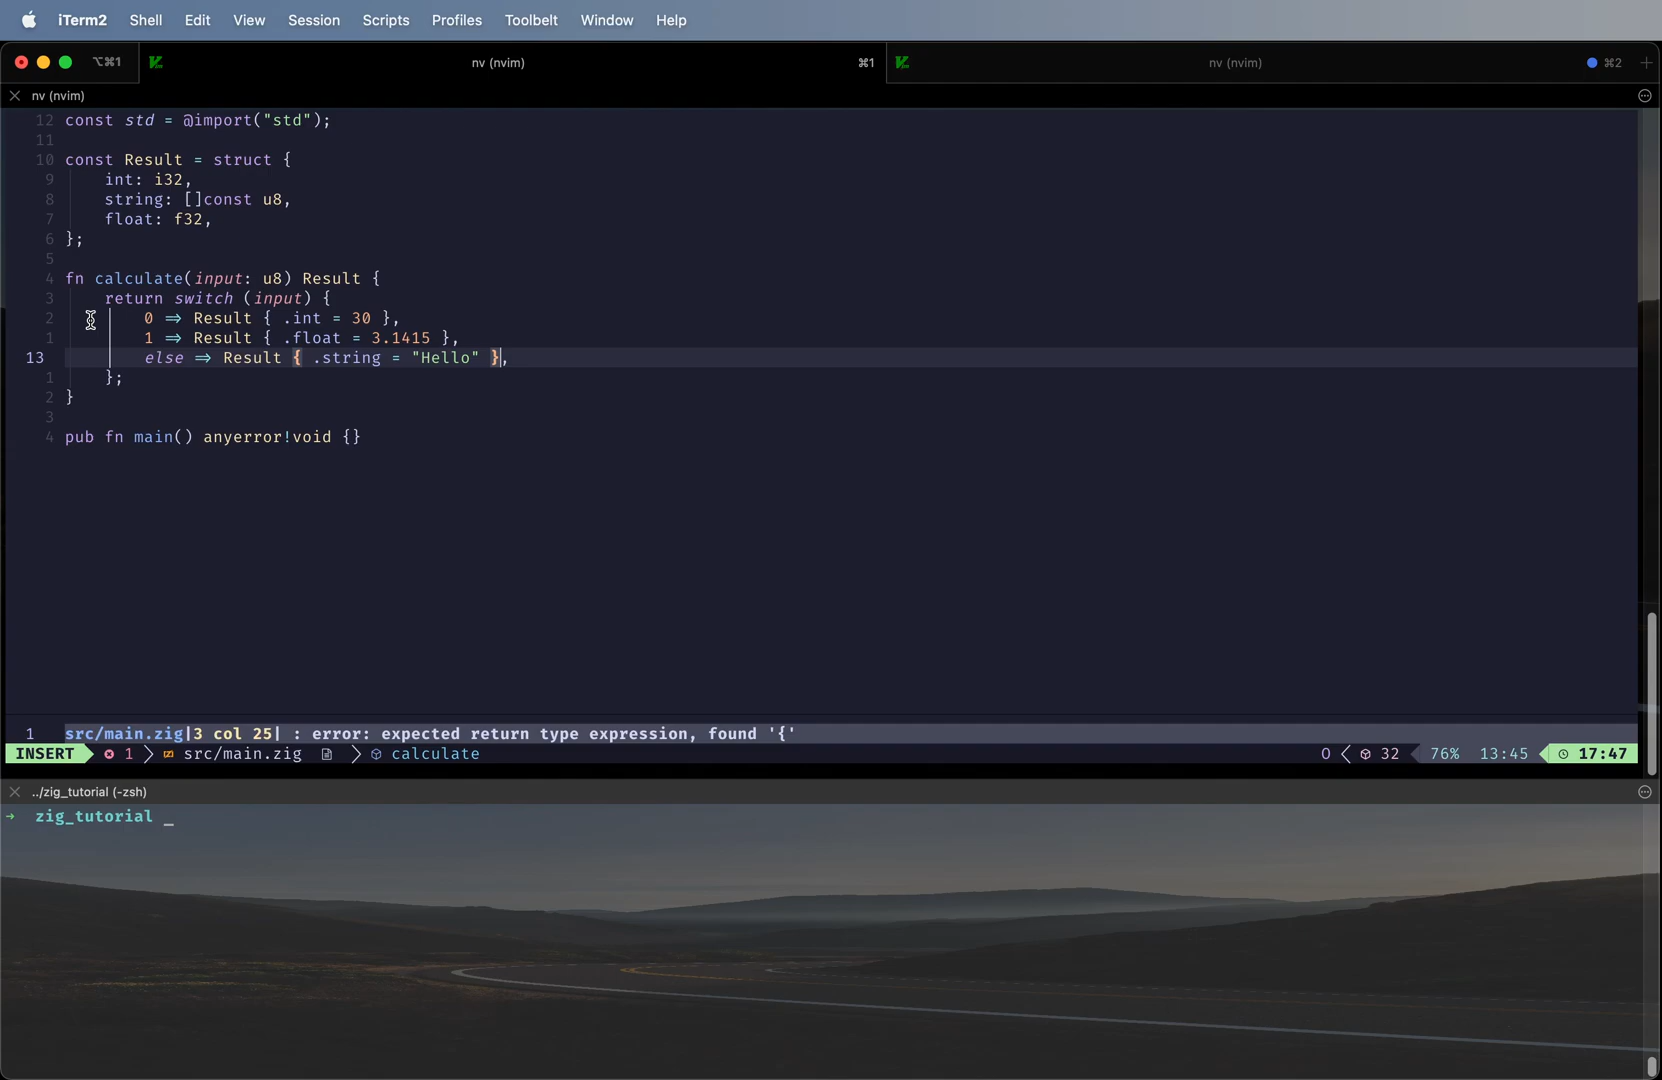 iTerm2 Shell Edit View Session Scripts Profiles Toolbelt Window Help
⌥⌘1 nv (nvim) ⌘1 nv (nvim) ⌘2 +
nv (nvim)
12 const std = @import("std");
11
10 const Result = struct {
9 int: i32,
8 string: []const u8,
7 float: f32,
6 };
5
4 fn calculate(input: u8) Result {
3 return switch (input) {
2 0 ⇒ Result { .int = 30 },
1 1 ⇒ Result { .float = 3.1415 },
13 else ⇒ Result { .string = "Hello" },
1 };
2 }
3
4 pub fn main() anyerror!void {}
1 src/main.zig|3 col 25| : error: expected return type expression, found '{'
INSERT 1 src/main.zig calculate O 32 76% 13:45 17:47
../zig_tutorial (-zsh)
→ zig_tutorial _